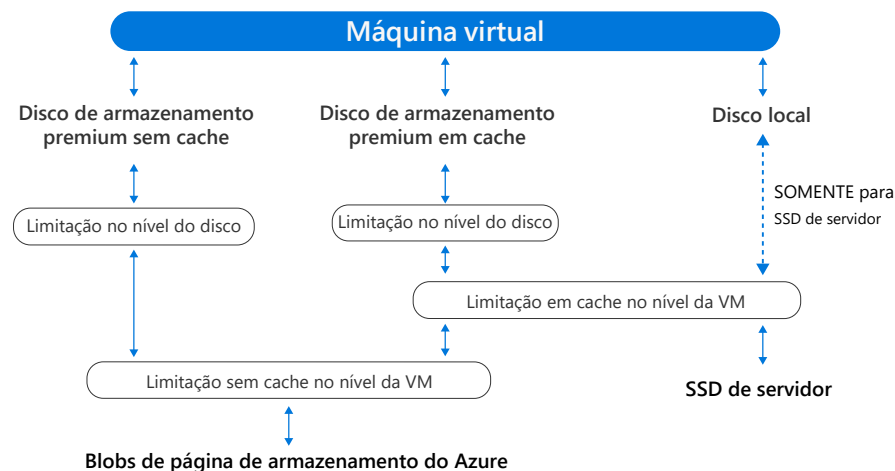 Máquina virtual
Disco de armazenamento
premium sem cache
Disco de armazenamento
premium em cache
Disco local
SOMENTE para
SSD de servidor
Limitação no nível do disco
Limitação no nível do disco
Limitação em cache no nível da VM
Limitação sem cache no nível da VM
SSD de servidor
Blobs de página de armazenamento do Azure